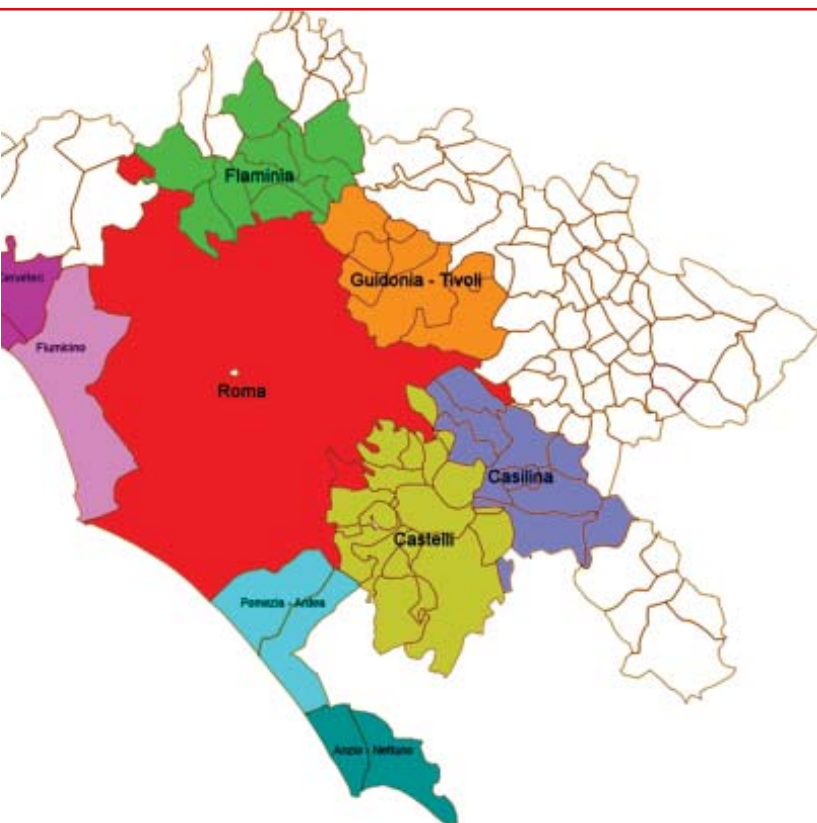 Flaminia
Guidonia - Tivoli
Cerveteri
Fiumicino
Roma
Casilina
Castelli
Pomezia - Ardea
Anzio - Nettuno